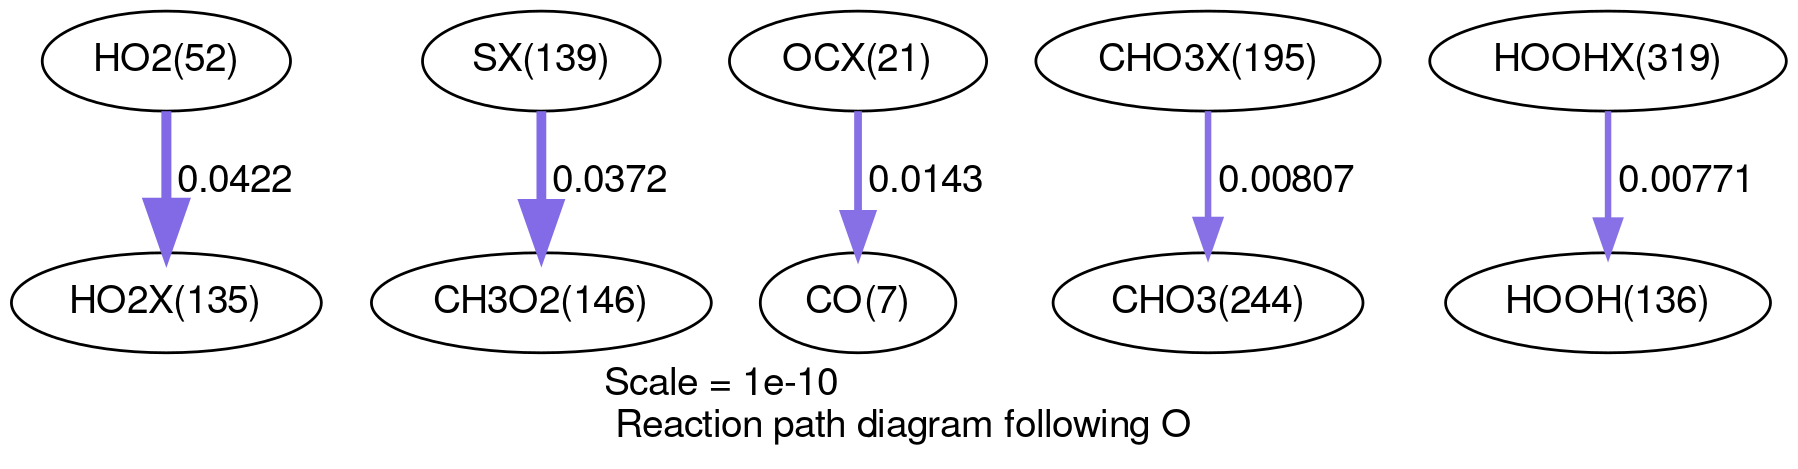 HO2(52)
SX(139)
OCX(21)
CHO3X(195)
HOOHX(319)
0.0422
0.0372
0.0143
0.00807
0.00771
HO2X(135)
CH3O2(146)
CO(7)
CHO3(244)
HOOH(136)
Scale = 1e-10
Reaction path diagram following O